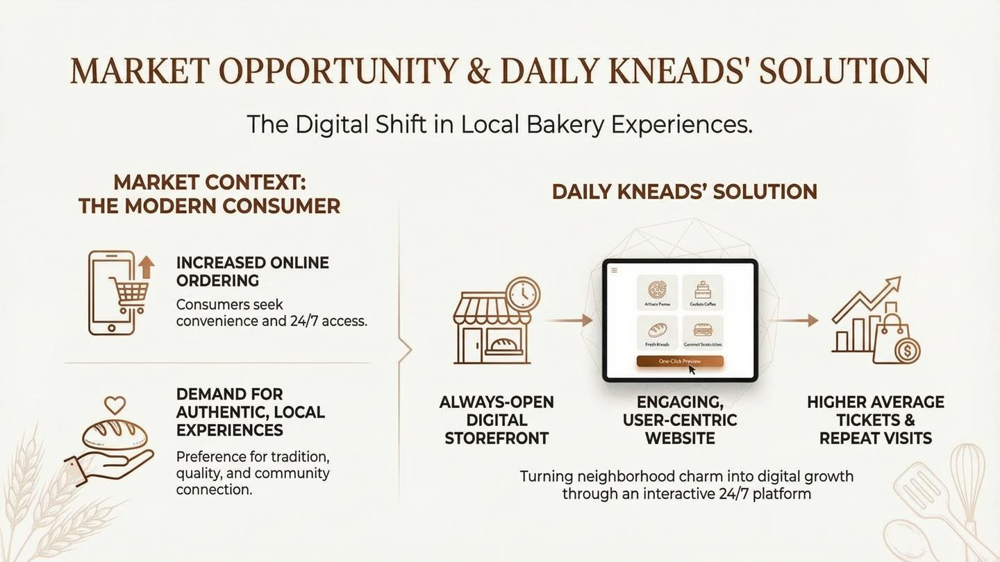 MARKET OPPORTUNITY & DAILY KNEADS' SOLUTION
The Digital Shift in Local Bakery Experiences.
MARKET CONTEXT:
THE MODERN CONSUMER
INCREASED ONLINE
ORDERING
Consumers seek
convenience and 24/7 access.
DEMAND FOR
AUTHENTIC, LOCAL
EXPERIENCES
Preference for tradition,
quality, and community
connection.
DAILY KNEADS’ SOLUTION
One-Click Preview
ALWAYS-OPEN
DIGITAL
STOREFRONT
ENGAGING,
USER-CENTRIC
WEBSITE
HIGHER AVERAGE
TICKETS &
REPEAT VISITS
Turning neighborhood charm into digital growth
through an interactive 24/7 platform